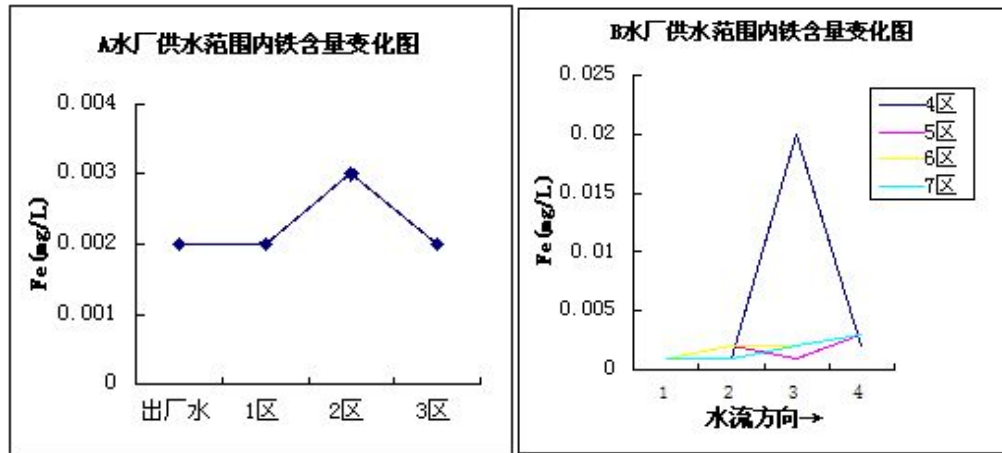 A水厂供水范围内铁含量变化图
0.004
0.003
0.002
0.001
0
Fe(mg/L)
出厂水 1区 2区 3区
B水厂供水范围内铁含量变化图
0.025
0.02
0.015
0.01
0.005
0
Fe(mg/L)
4区
5区
6区
7区
1 2 3 4
水流方向→